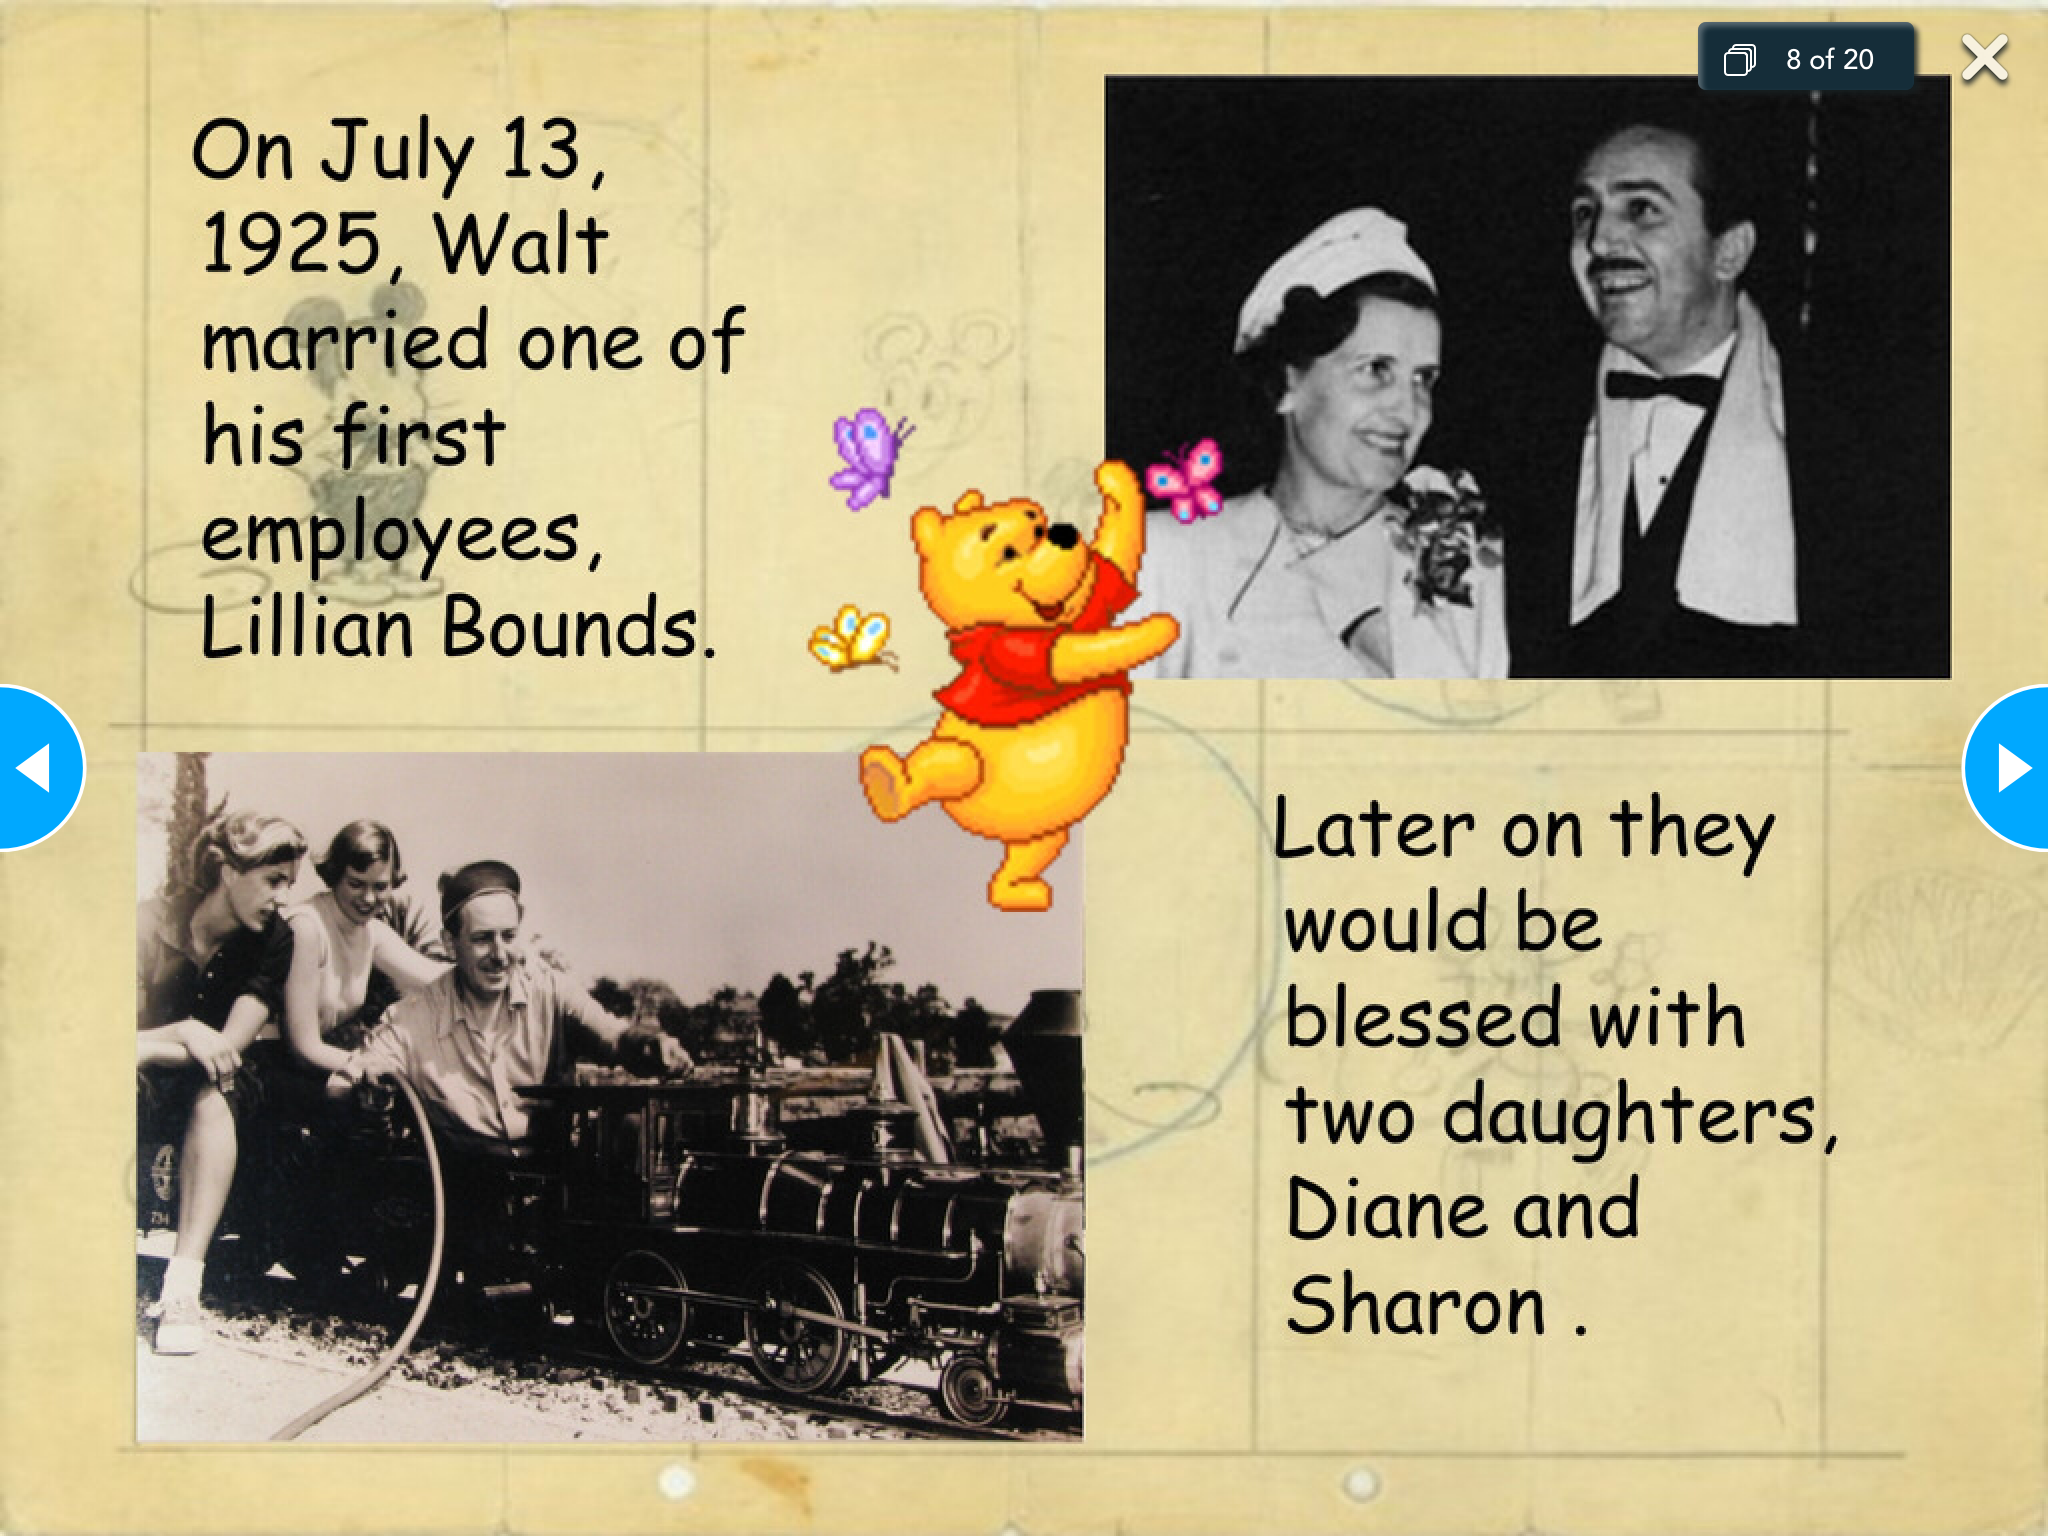 8 of 20
On July 13,
1925, Walt
married one of
his first
employees,
Lillian Bounds.
Later on they
would be
blessed with
two daughters,
Diane and
Sharon .